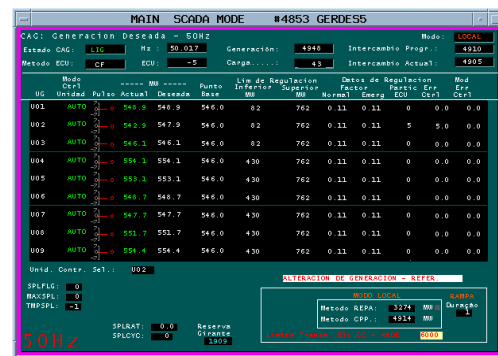 MAIN SCADA MODE #4853 GERDES5
CAG: Generacion Deseada - 50Hz Modo: LOCAL
Estado CAG: LIG Hz : 50.017 Generación: 4948 Intercambio Progr.: 4910
Metodo ECU: CF ECU: -5 Carga.....: 43 Intercambio Actual: 4905
Modo ----- MW ----- Punto Lim de Regulacion Datos de Regulacion Mod
Ctrl Inferior Superior Factor Partic Err Err
UG Unidad Pulso Actual Deseada Base MW MW Normal Emerg ECU Ctrl Ctrl
U01 AUTO 0 548.9 548.9 546.0 82 762 0.11 0.11 0 0.0 0.0
U02 AUTO 0 542.9 547.9 546.0 82 762 0.11 0.11 5 5.0 0.0
U03 AUTO 0 546.1 546.1 546.0 82 762 0.11 0.11 0 0.0 0.0
U04 AUTO 0 554.1 554.1 546.0 430 762 0.11 0.11 0 0.0 0.0
U05 AUTO 0 553.1 553.1 546.0 430 762 0.11 0.11 0 0.0 0.0
U06 AUTO 0 548.7 548.7 546.0 430 762 0.11 0.11 0 0.0 0.0
U07 AUTO 0 547.7 547.7 546.0 430 762 0.11 0.11 0 0.0 0.0
U08 AUTO 0 551.7 551.7 546.0 430 762 0.11 0.11 0 0.0 0.0
U09 AUTO 0 554.4 554.4 546.0 430 762 0.11 0.11 0 0.0 0.0
Unid. Contr. Sel.: U02
ALTERACION DE GENERACION - REFER.
SPLFLG: 0
MAXSPL: 0
TMPSPL: -1
MODO LOCAL RAMPA
Metodo REPA: 3274 MW Duração
Metodo CPP.: 4914 MW 1
SPLRAT: 0.0 Reserva
SPLCYC: 0 Girante
1909
6000
50Hz